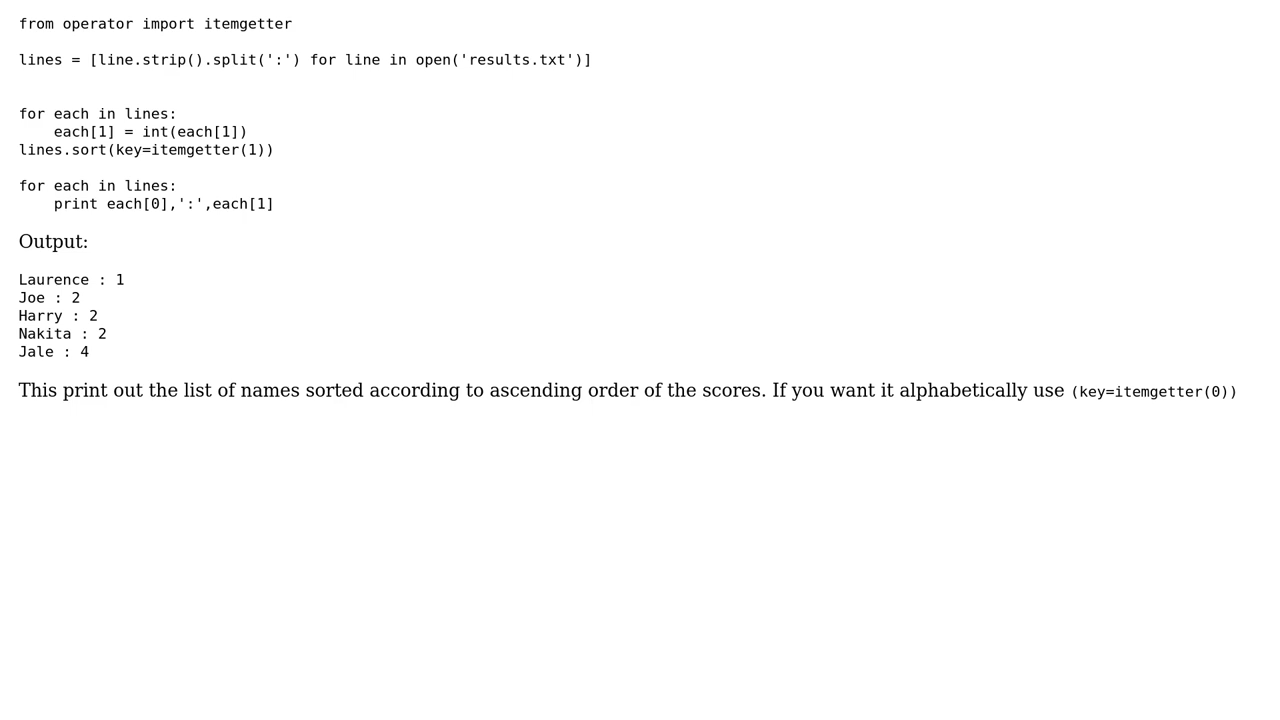 from operator import itemgetter
lines = [line.strip().split(':') for line in open('results.txt')]
for each in lines:
    each[1] = int(each[1])
lines.sort(key=itemgetter(1))
for each in lines:
    print each[0],':',each[1]
Output:
Laurence : 1
Joe : 2
Harry : 2
Nakita : 2
Jale : 4
This print out the list of names sorted according to ascending order of the scores. If you want it alphabetically use (key=itemgetter(0))